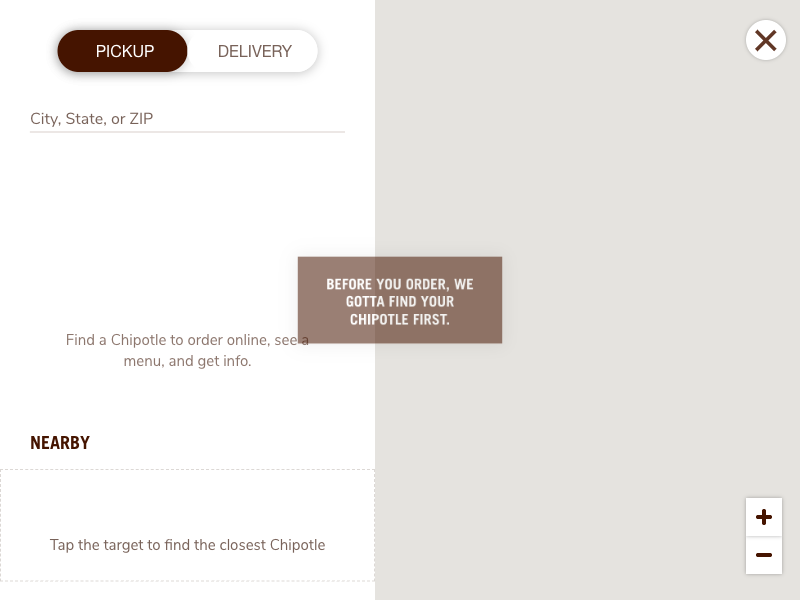 PICKUP
DELIVERY
City, State, or ZIP
BEFORE YOU ORDER, WE
GOTTA FIND YOUR
CHIPOTLE FIRST.
Find a Chipotle to order online, see a
menu, and get info.
NEARBY
Tap the target to find the closest Chipotle